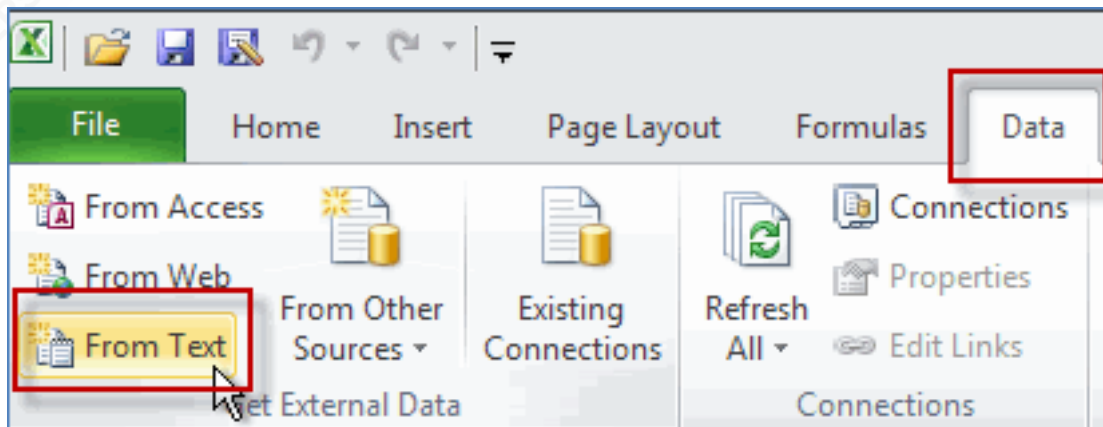 File Home Insert Page Layout Formulas Data
From Access
From Web
From Text
From Other
Sources
Existing
Connections
Refresh
All
Connections
Properties
Edit Links
Get External Data
Connections